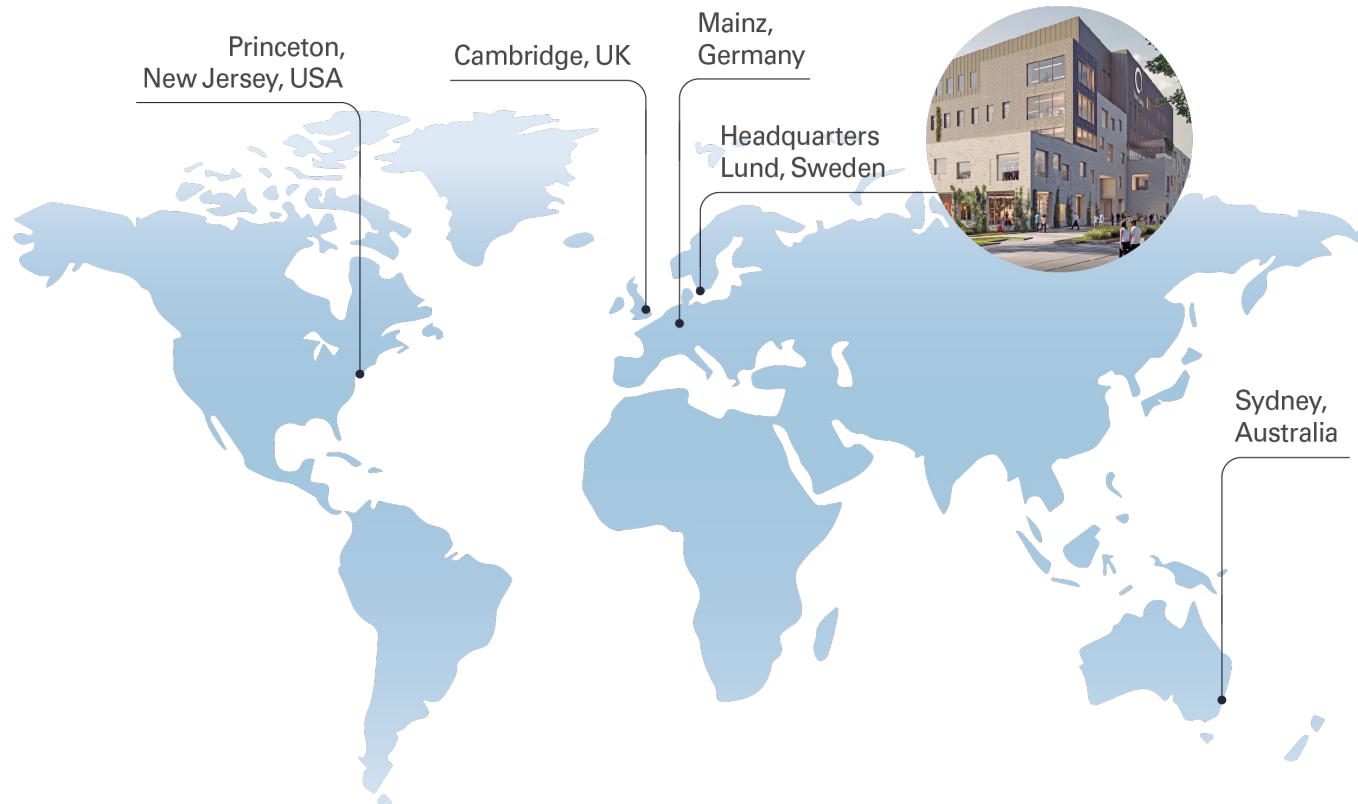 Princeton,
New Jersey, USA
Cambridge, UK
Mainz,
Germany
Headquarters
Lund, Sweden
Sydney,
Australia